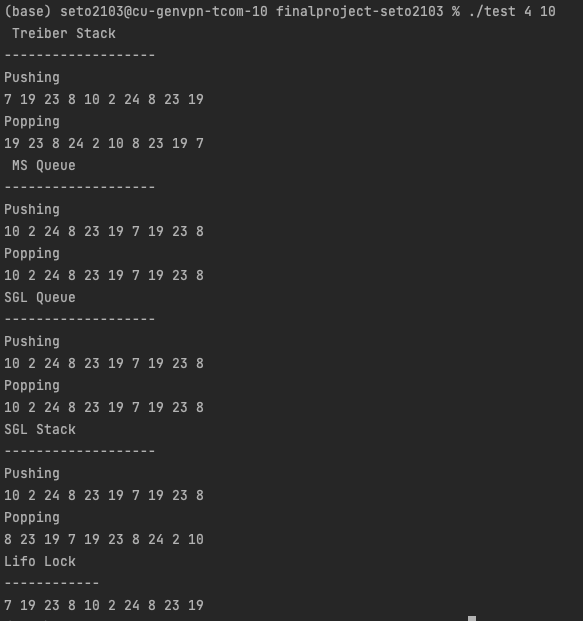 (base) seto2103@cu-genvpn-tcom-10 finalproject-seto2103 % ./test 4 10
Treiber Stack
-------------------
Pushing
7 19 23 8 10 2 24 8 23 19
Popping
19 23 8 24 2 10 8 23 19 7
MS Queue
-------------------
Pushing
10 2 24 8 23 19 7 19 23 8
Popping
10 2 24 8 23 19 7 19 23 8
SGL Queue
-------------------
Pushing
10 2 24 8 23 19 7 19 23 8
Popping
10 2 24 8 23 19 7 19 23 8
SGL Stack
-------------------
Pushing
10 2 24 8 23 19 7 19 23 8
Popping
8 23 19 7 19 23 8 24 2 10
Lifo Lock
------------
7 19 23 8 10 2 24 8 23 19